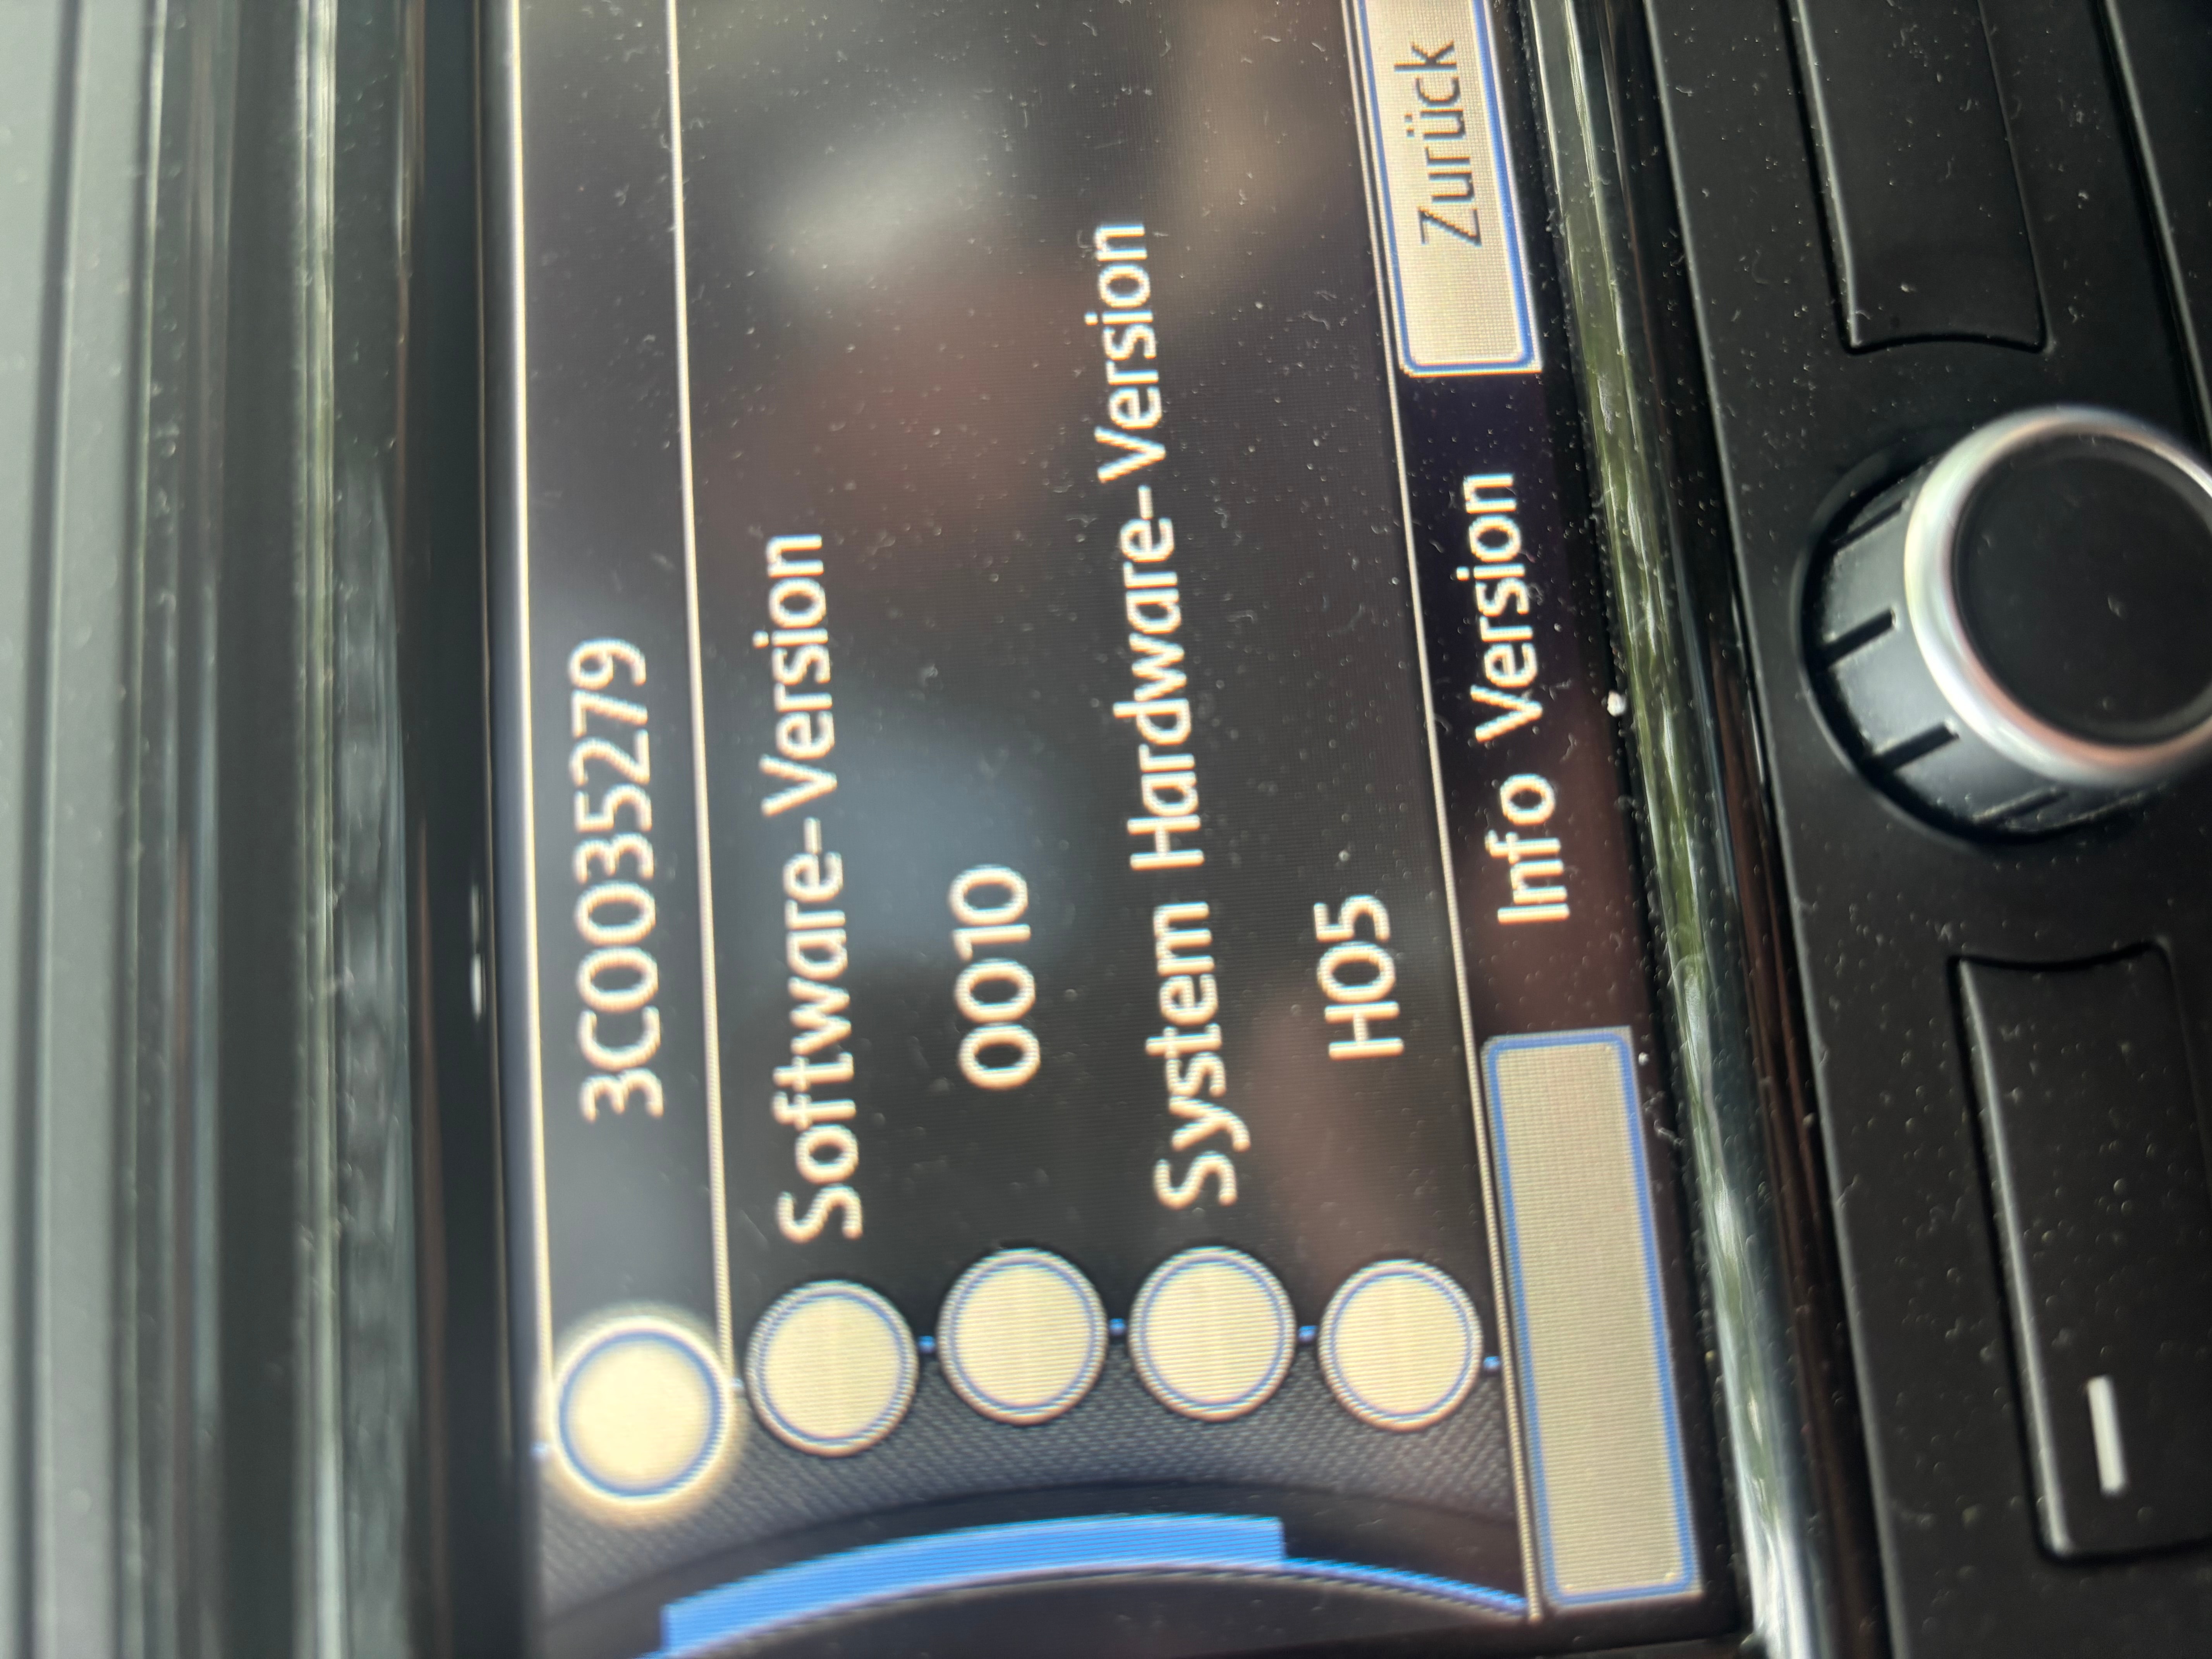 3C0035279
Software-Version
0010
System Hardware-Version
H05
Info Version
Zurück